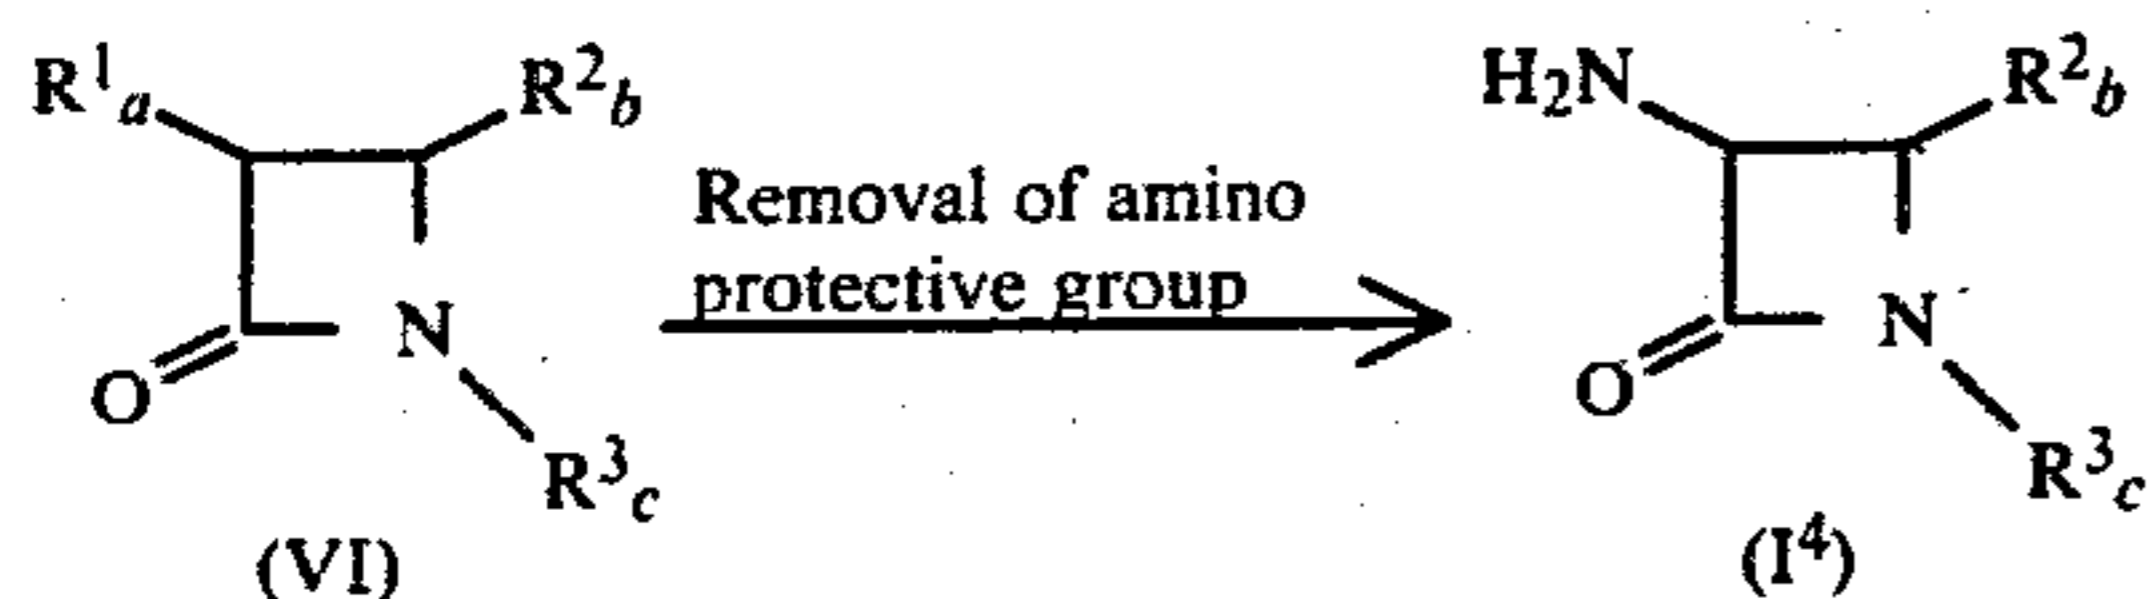 R¹ₐ R²b H₂N R²b
Removal of amino
protective group
N N
O O
R³c R³c
(VI) (I⁴)